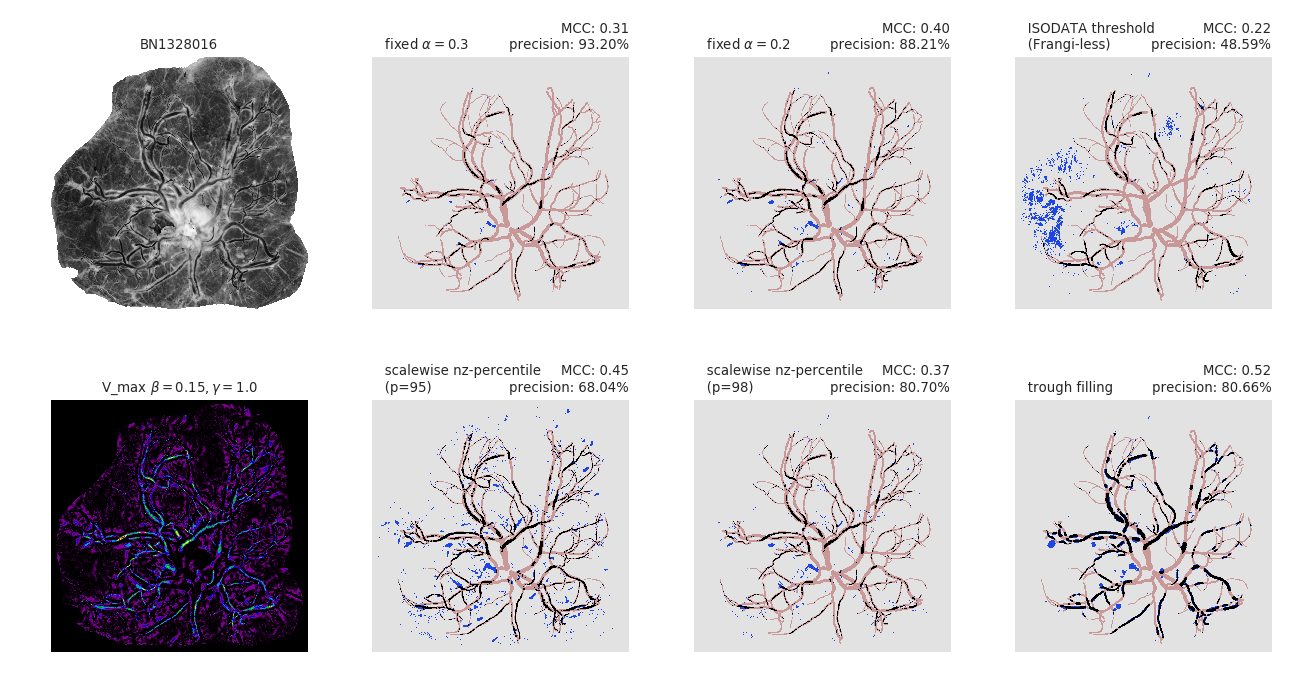 BN1328016
MCC: 0.31
fixed α = 0.3 precision: 93.20%
MCC: 0.40
fixed α = 0.2 precision: 88.21%
ISODATA threshold MCC: 0.22
(Frangi-less) precision: 48.59%
V_max β = 0.15, γ = 1.0
scalewise nz-percentile MCC: 0.45
(p=95) precision: 68.04%
scalewise nz-percentile MCC: 0.37
(p=98) precision: 80.70%
MCC: 0.52
trough filling precision: 80.66%